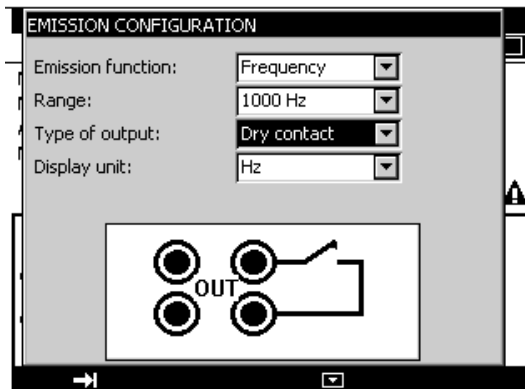 EMISSION CONFIGURATION
Emission function: Frequency
Range: 1000 Hz
Type of output: Dry contact
Display unit: Hz
OUT